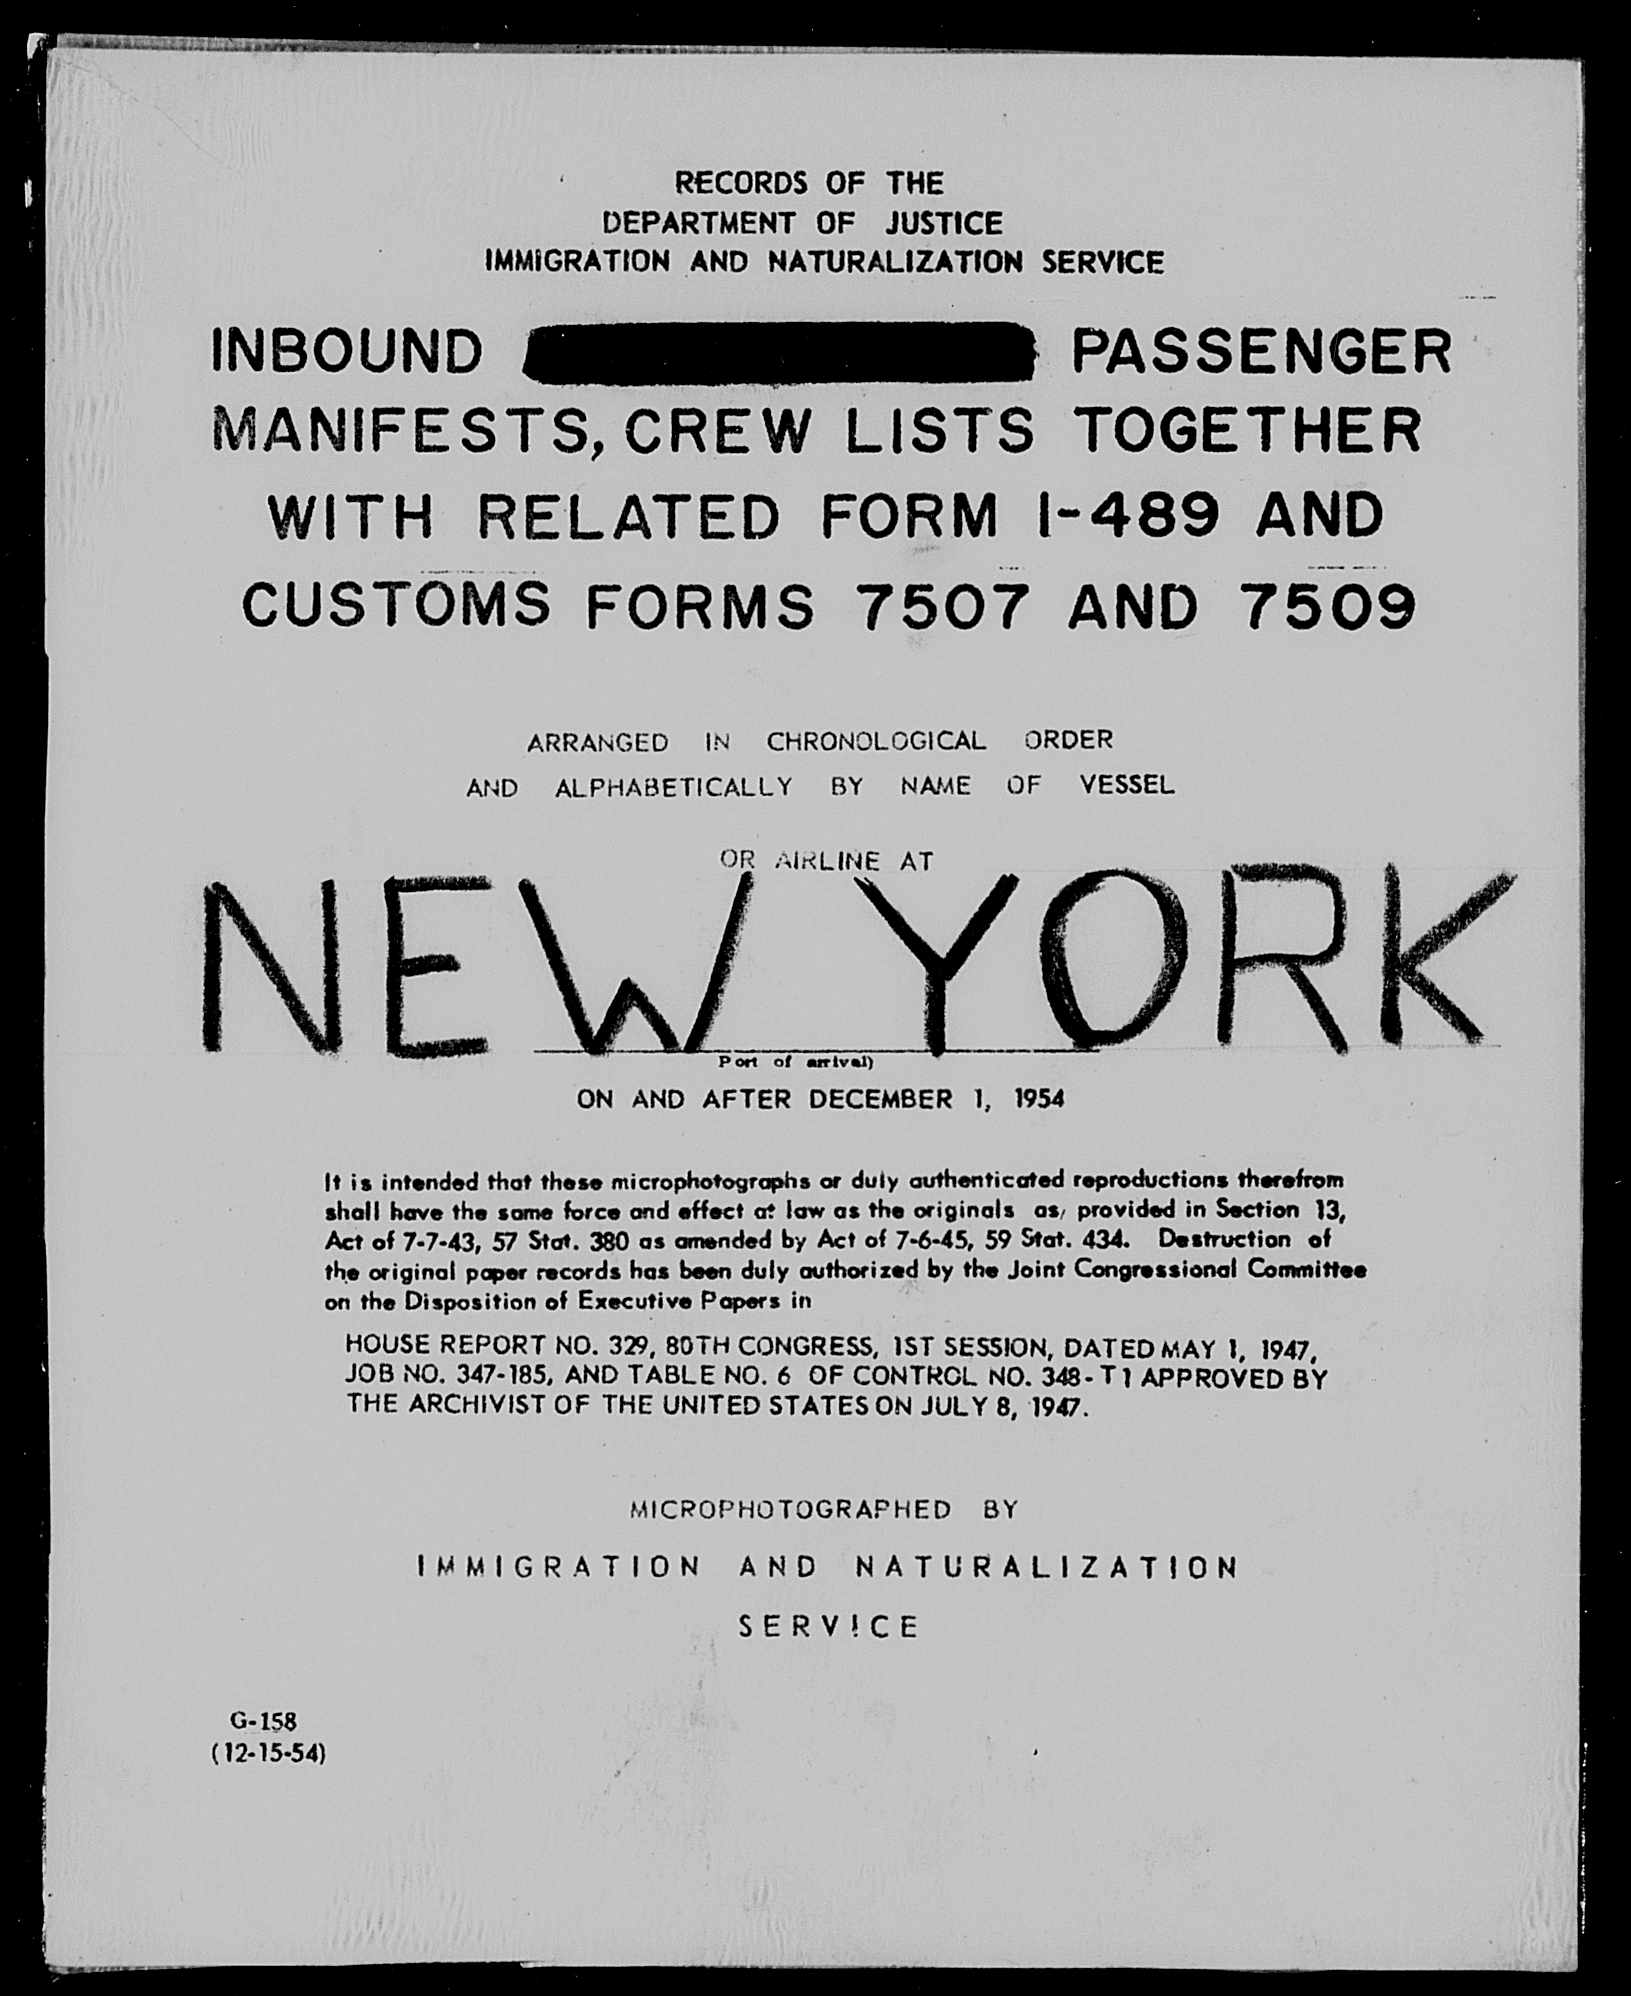 RECORDS OF THE
DEPARTMENT OF JUSTICE
IMMIGRATION AND NATURALIZATION SERVICE
INBOUND PASSENGER
MANIFESTS, CREW LISTS TOGETHER
WITH RELATED FORM I-489 AND
CUSTOMS FORMS 7507 AND 7509
ARRANGED IN CHRONOLOGICAL ORDER
AND ALPHABETICALLY BY NAME OF VESSEL
OR AIRLINE AT
NEW YORK
Port of arrival)
ON AND AFTER DECEMBER 1, 1954
It is intended that these microphotographs or duly authenticated reproductions therefrom
shall have the same force and effect at law as the originals as, provided in Section 13,
Act of 7-7-43, 57 Stat. 380 as amended by Act of 7-6-45, 59 Stat. 434. Destruction of
the original paper records has been duly authorized by the Joint Congressional Committee
on the Disposition of Executive Papers in
HOUSE REPORT NO. 329, 80TH CONGRESS, 1ST SESSION, DATED MAY 1, 1947,
JOB NO. 347-185, AND TABLE NO. 6 OF CONTROL NO. 348-T1 APPROVED BY
THE ARCHIVIST OF THE UNITED STATES ON JULY 8, 1947.
MICROPHOTOGRAPHED BY
IMMIGRATION AND NATURALIZATION
SERVICE
G-158
(12-15-54)